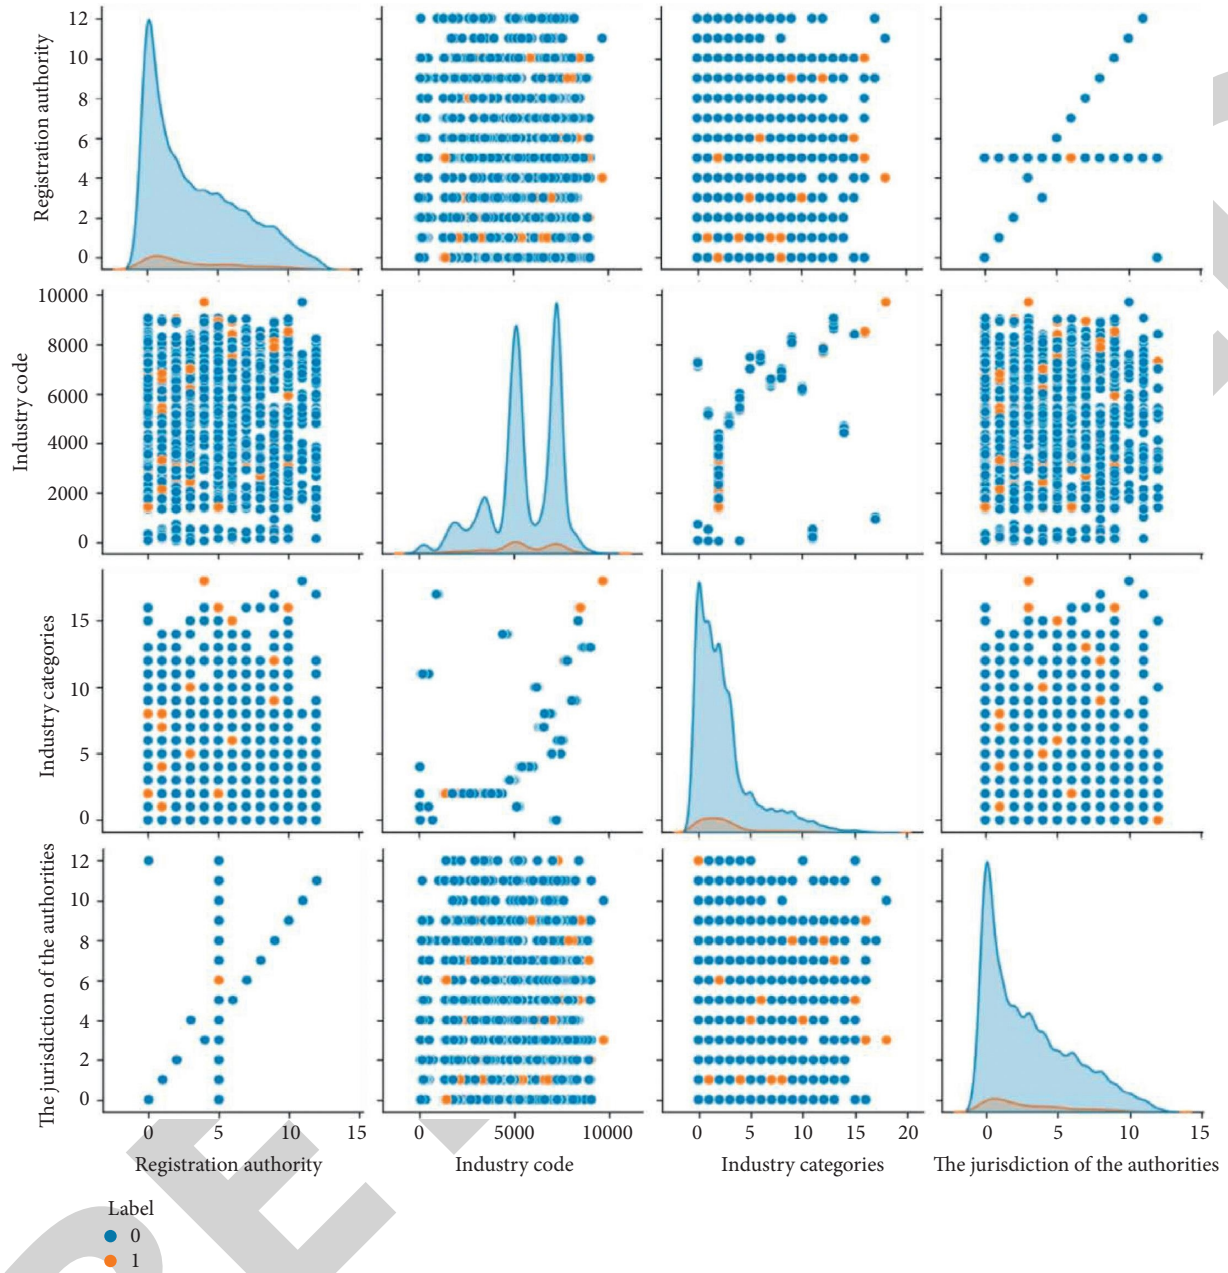 Registration authority
12
10
8
6
4
2
0
Industry code
10000
8000
6000
4000
2000
0
Industry categories
15
10
5
0
The jurisdiction of the authorities
12
10
8
6
4
2
0
0 5 10 15
0 5000 10000
0 5 10 15 20
0 5 10 15
Registration authority
Industry code
Industry categories
The jurisdiction of the authorities
Label
0
1